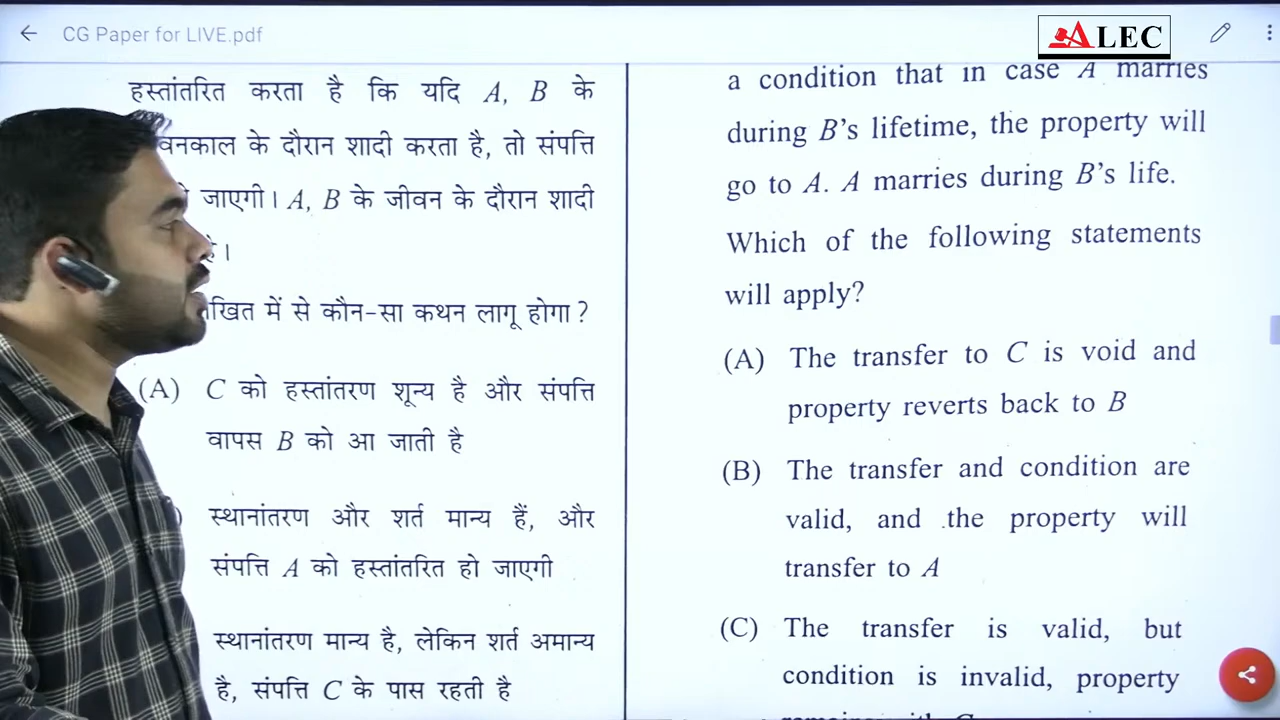 CG Paper for LIVE.pdf
ALEC
हस्तांतरित करता है कि यदि A, B के
वनकाल के दौरान शादी करता है, तो संपत्ति
जाएगी। A, B के जीवन के दौरान शादी
है।
खित में से कौन-सा कथन लागू होगा ?
(A) C को हस्तांतरण शून्य है और संपत्ति
वापस B को आ जाती है
स्थानांतरण और शर्त मान्य हैं, और
संपत्ति A को हस्तांतरित हो जाएगी
स्थानांतरण मान्य है, लेकिन शर्त अमान्य
है, संपत्ति C के पास रहती है
a condition that in case A marries
during B's lifetime, the property will
go to A. A marries during B's life.
Which of the following statements
will apply?
(A) The transfer to C is void and
property reverts back to B
(B) The transfer and condition are
valid, and the property will
transfer to A
(C) The transfer is valid, but
condition is invalid, property